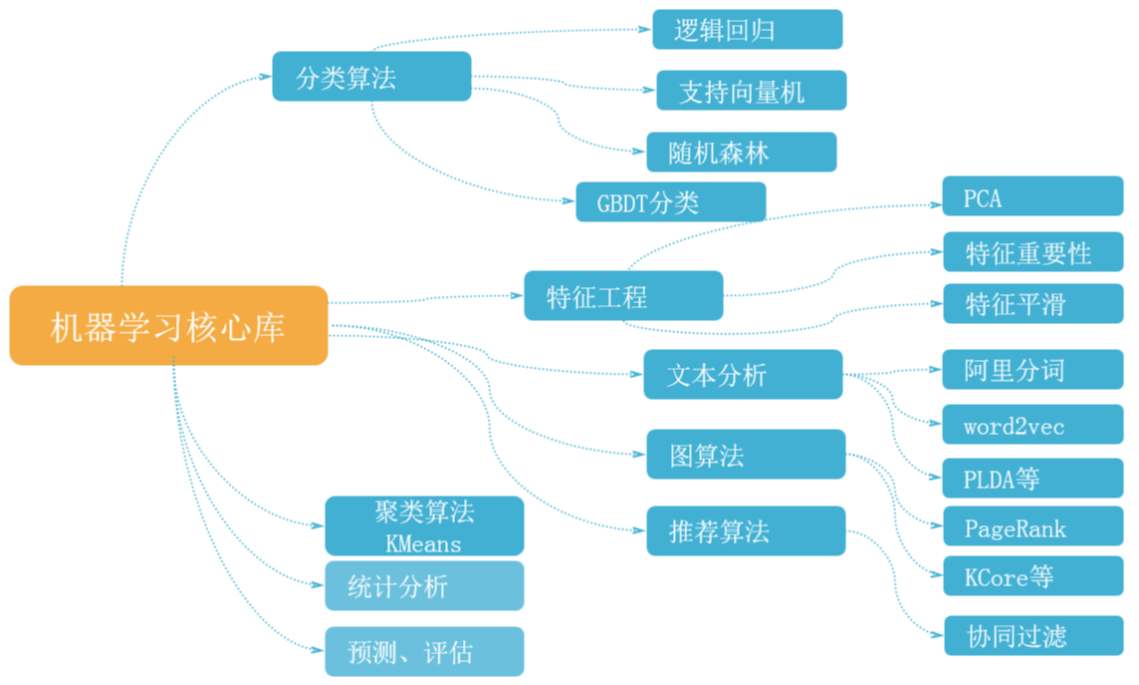 逻辑回归
分类算法
支持向量机
随机森林
GBDT分类
PCA
特征重要性
特征工程
特征平滑
机器学习核心库
文本分析
阿里分词
word2vec
图算法
PLDA等
聚类算法
KMeans
推荐算法
PageRank
KCore等
统计分析
协同过滤
预测、评估